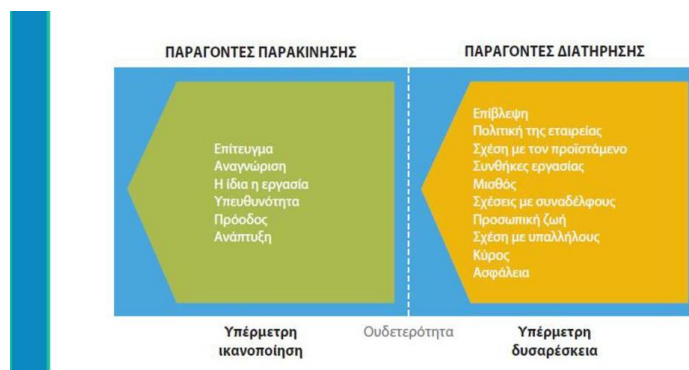 ΠΑΡΑΓΟΝΤΕΣ ΠΑΡΑΚΙΝΗΣΗΣ
ΠΑΡΑΓΟΝΤΕΣ ΔΙΑΤΗΡΗΣΗΣ
Επίτευγμα
Αναγνώριση
Η ίδια η εργασία
Υπευθυνότητα
Πρόοδος
Ανάπτυξη
Επίβλεψη
Πολιτική της εταιρείας
Σχέση με τον προϊστάμενο
Συνθήκες εργασίας
Μισθός
Σχέσεις με συναδέλφους
Προσωπική ζωή
Σχέση με υπαλλήλους
Κύρος
Ασφάλεια
Υπέρμετρη
ικανοποίηση
Ουδετερότητα
Υπέρμετρη
δυσαρέσκεια